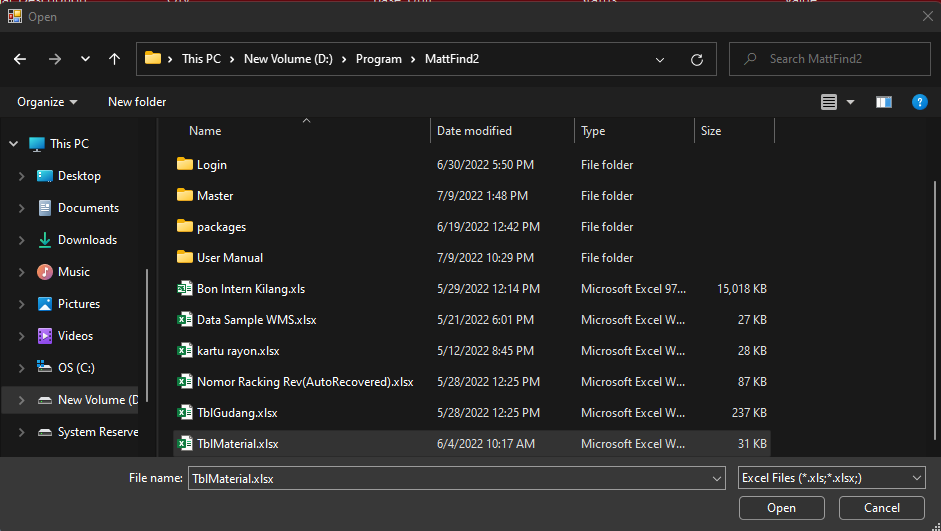 Open
This PC > New Volume (D:) > Program > MattFind2
Search MattFind2
Organize New folder
Name Date modified Type Size
This PC
Desktop
Documents
Downloads
Music
Pictures
Videos
OS (C:)
New Volume (D
System Reserve
Login 6/30/2022 5:50 PM File folder
Master 7/9/2022 1:48 PM File folder
packages 6/19/2022 12:42 PM File folder
User Manual 7/9/2022 10:29 PM File folder
Bon Intern Kilang.xls 5/29/2022 12:14 PM Microsoft Excel 97... 15,018 KB
Data Sample WMS.xlsx 5/21/2022 6:01 PM Microsoft Excel W... 27 KB
kartu rayon.xlsx 5/12/2022 8:45 PM Microsoft Excel W... 28 KB
Nomor Racking Rev(AutoRecovered).xlsx 5/28/2022 12:25 PM Microsoft Excel W... 87 KB
TblGudang.xlsx 5/28/2022 12:25 PM Microsoft Excel W... 237 KB
TblMaterial.xlsx 6/4/2022 10:17 AM Microsoft Excel W... 31 KB
File name: TblMaterial.xlsx Excel Files (*.xls;*.xlsx;)
Open Cancel